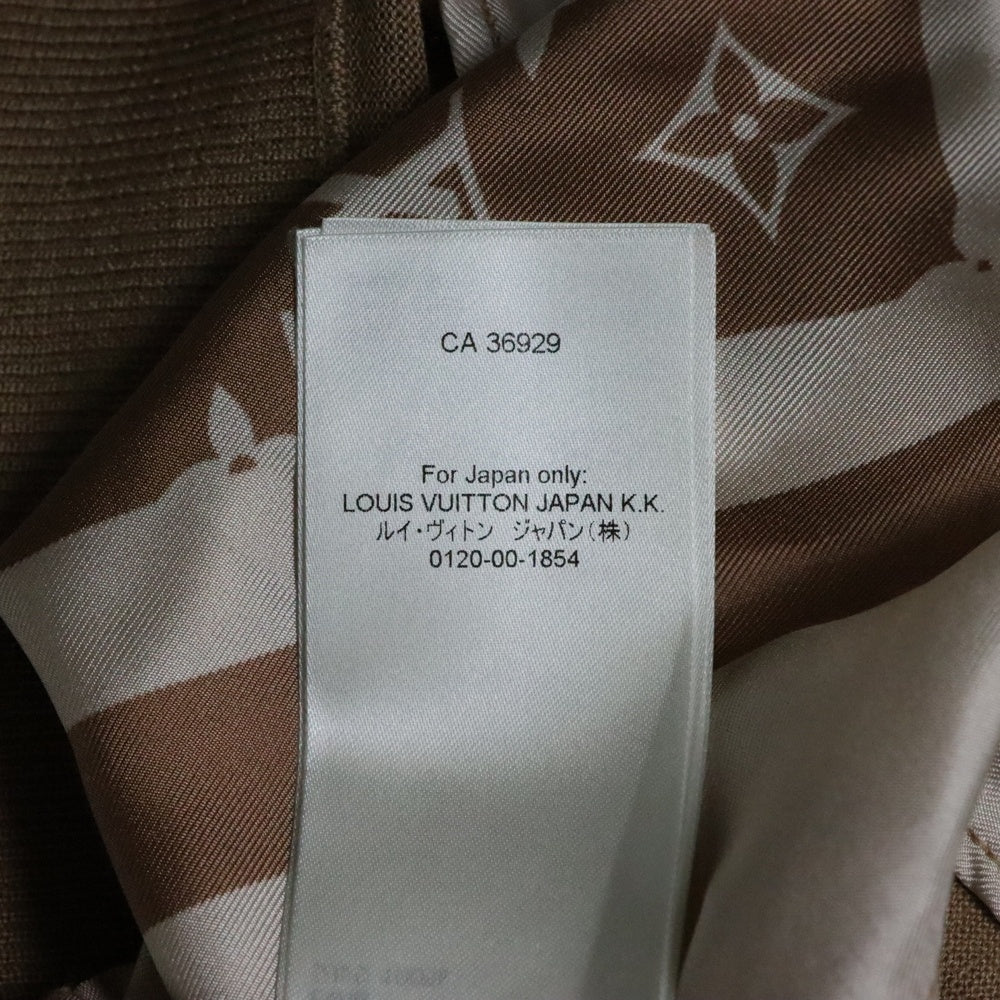 CA 36929
For Japan only:
LOUIS VUITTON JAPAN K.K.
ルイ・ヴィトン　ジャパン(株)
0120-00-1854